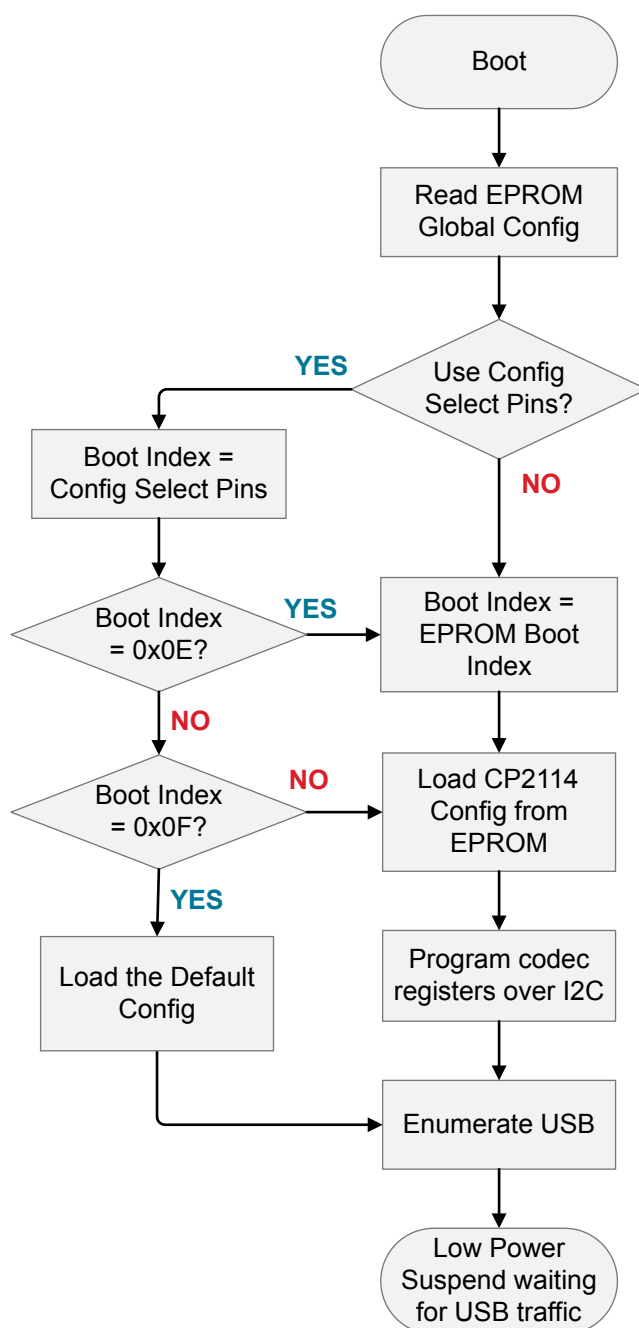 Boot
Read EPROM
Global Config
YES
Use Config
Select Pins?
Boot Index =
Config Select Pins
NO
Boot Index
= 0x0E?
YES
Boot Index =
EPROM Boot
Index
NO
Boot Index
= 0x0F?
NO
Load CP2114
Config from
EPROM
YES
Load the Default
Config
Program codec
registers over I2C
Enumerate USB
Low Power
Suspend waiting
for USB traffic